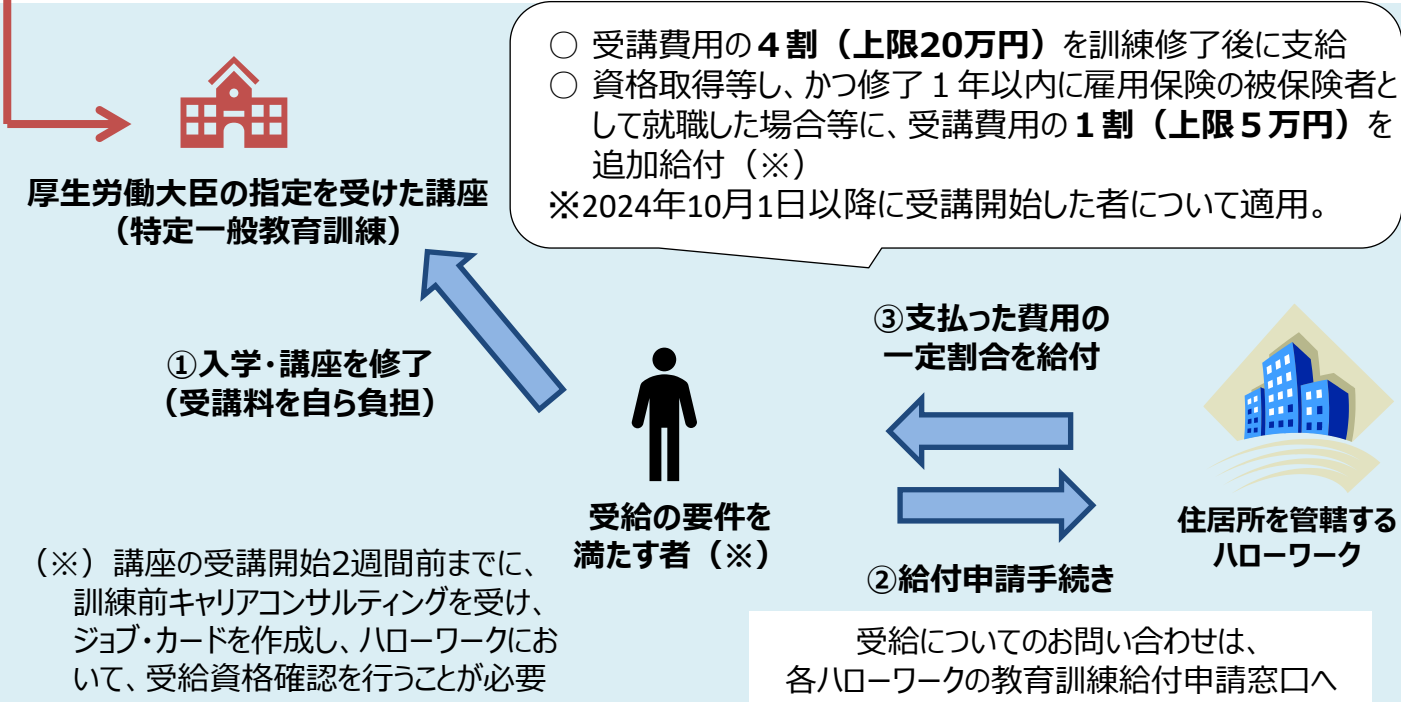 ○ 受講費用の４割（上限20万円）を訓練修了後に支給
○ 資格取得等し、かつ修了１年以内に雇用保険の被保険者と
して就職した場合等に、受講費用の１割（上限５万円）を
追加給付（※）
※2024年10月1日以降に受講開始した者について適用。
厚生労働大臣の指定を受けた講座
（特定一般教育訓練）
①入学・講座を修了
（受講料を自ら負担）
③支払った費用の
一定割合を給付
受給の要件を
満たす者（※）
②給付申請手続き
住居所を管轄する
ハローワーク
（※）講座の受講開始2週間前までに、
訓練前キャリアコンサルティングを受け、
ジョブ・カードを作成し、ハローワークにお
いて、受給資格確認を行うことが必要
受給についてのお問い合わせは、
各ハローワークの教育訓練給付申請窓口へ